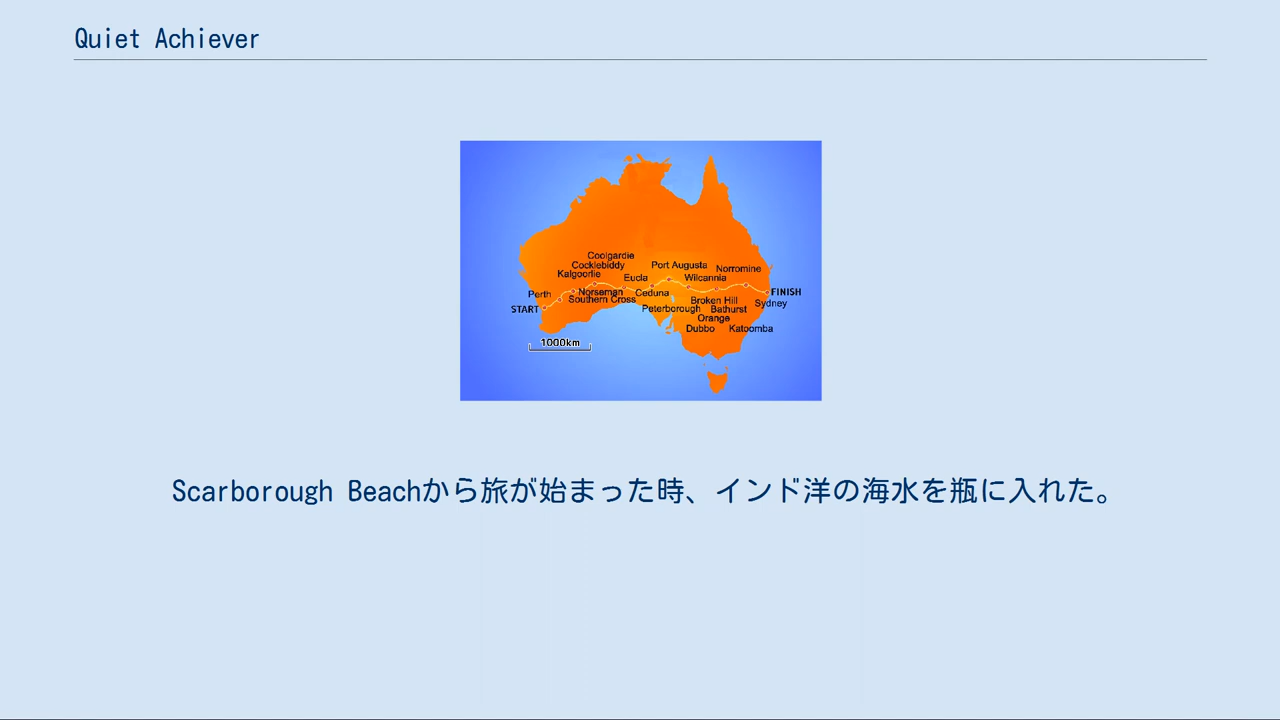 Quiet Achiever
Coolgardie
Cocklebiddy
Port Augusta
Norromine
Kalgoorlie
Eucla
Wilcannia
Perth
Norseman
Ceduna
FINISH
Southern Cross
Broken Hill
Sydney
START
Peterborough
Bathurst
Orange
Dubbo
Katoomba
1000km
Scarborough Beachから旅が始まった時、インド洋の海水を瓶に入れた。